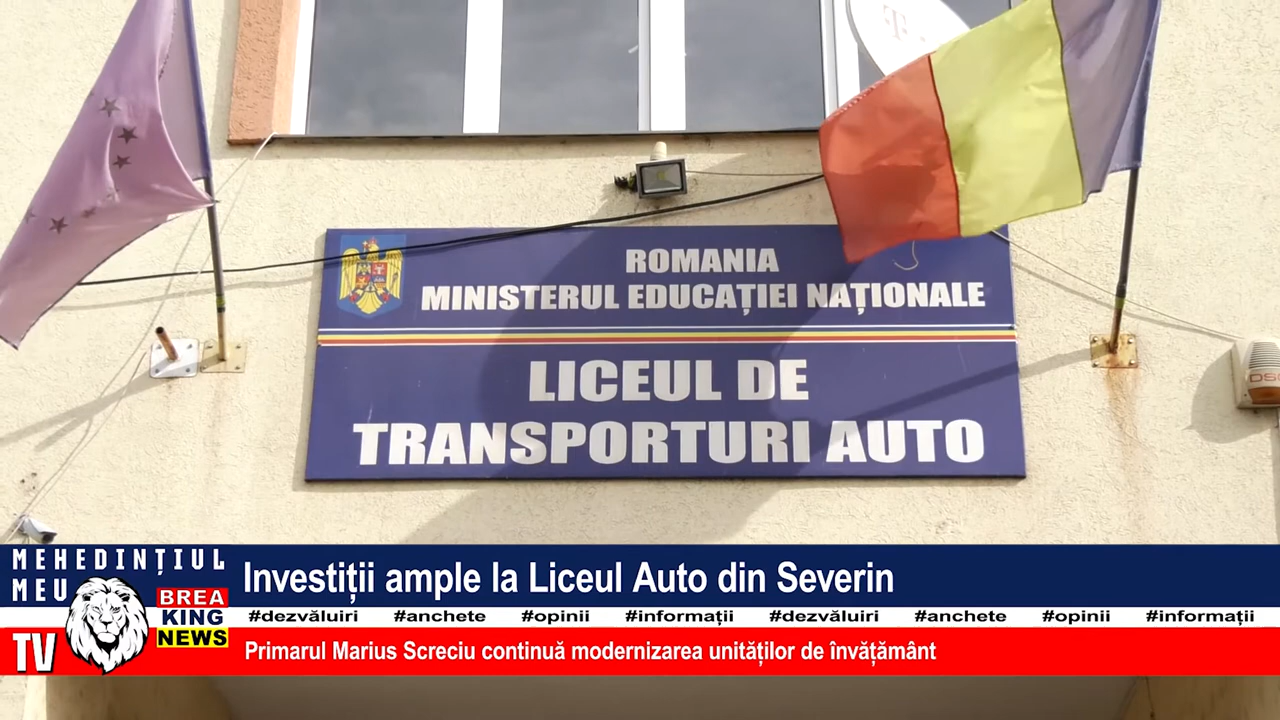 T
ROMANIA
MINISTERUL EDUCAȚIEI NAȚIONALE
LICEUL DE
TRANSPORTURI AUTO
DSC
MEHEDINȚIUL
MEU
TV
BREA
KING
NEWS
Investiții ample la Liceul Auto din Severin
#dezvăluiri #anchete #opinii #informații #dezvăluiri #anchete #opinii #informații
Primarul Marius Screciu continuă modernizarea unităților de învățământ